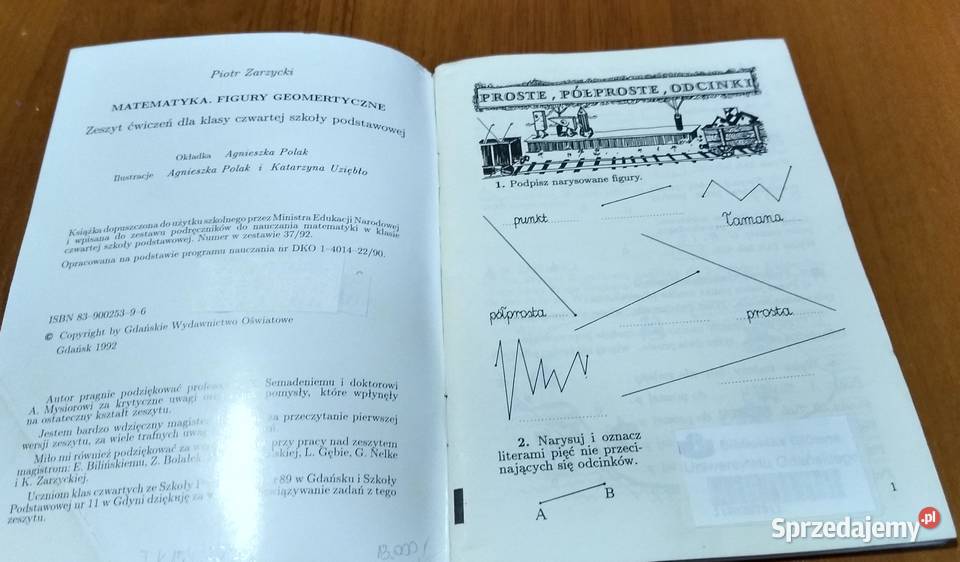 Piotr Zarzycki
MATEMATYKA. FIGURY GEOMERTYCZNE
Zeszyt ćwiczeń dla klasy czwartej szkoły podstawowej
Okładka Agnieszka Polak
Ilustracje Agnieszka Polak i Katarzyna Uziębło
Książka dopuszczona do użytku szkolnego przez Ministra Edukacji Narodowej
i wpisana do zestawu podręczników do nauczania matematyki w klasie
czwartej szkoły podstawowej. Numer w zestawie 37/92.
Opracowana na podstawie programu nauczania nr DKO 1-4014-22/90.
ISBN 83-900253-9-6
© Copyright by Gdańskie Wydawnictwo Oświatowe
Gdańsk 1992
Autor pragnie podziękować Semadeniemu i doktorowi
A. Mysiorowi za krytyczne uwagi pomysły, które wpłynęły
na ostateczny kształt zeszytu.
Jestem bardzo wdzięczny za przeczytanie pierwszej
wersji zeszytu, za wiele trafnych
Miło mi również podziękować za przy pracy nad zeszytem
magistrom: E. Bilińskiemu, Z. L. Gębie, G. Nelke
i K. Zarzyckiej.
Uczniom klas czwartych ze Szkoły 89 w Gdańsku i Szkoły
Podstawowej nr 11 w Gdyni dziękuję za zadań z tego
zeszytu.
13,000
PROSTE, PÓŁPROSTE, ODCINKI
1. Podpisz narysowane figury.
punkt
Łamana
półprosta
prosta
2. Narysuj i oznacz
literami pięć nie przeci-
nających się odcinków.
A
B
1
Sprzedajemy.pl